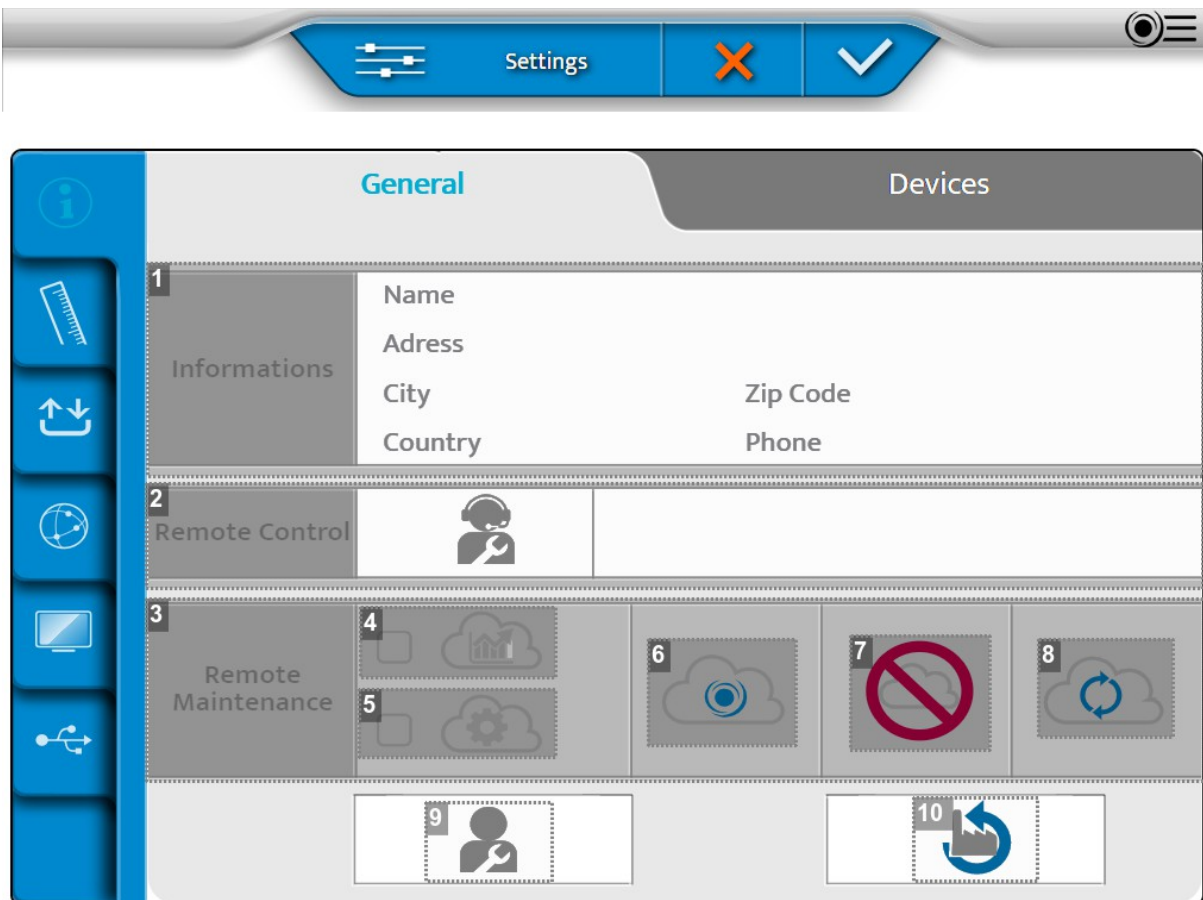 Settings
General
Devices
1
Informations
Name
Adress
City
Zip Code
Country
Phone
2
Remote Control
3
Remote
Maintenance
4
5
6
7
8
9
10